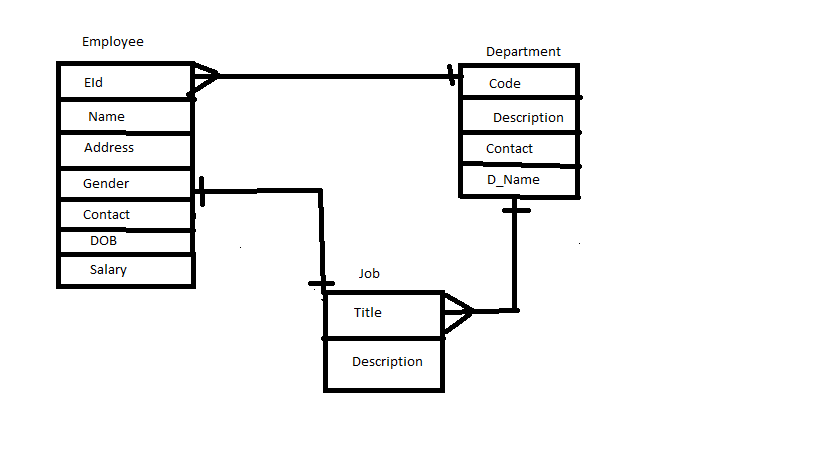 Employee
EId
Name
Address
Gender
Contact
DOB
Salary
Department
Code
Description
Contact
D_Name
Job
Title
Description